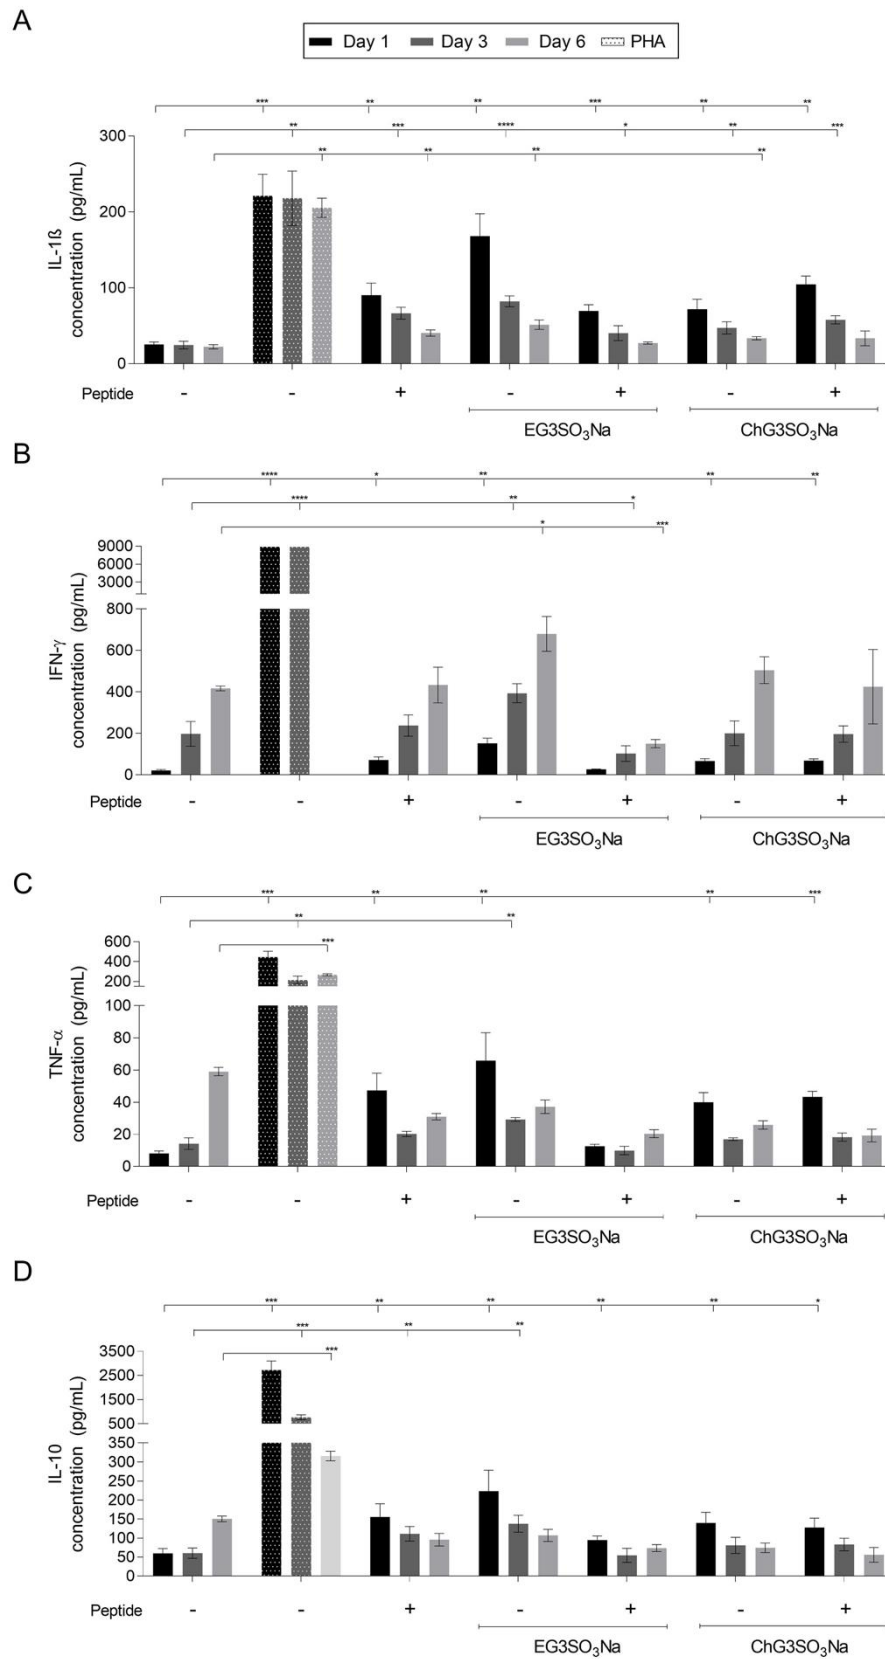 A
Day 1 Day 3 Day 6 PHA
*** ** ** *** ** **
** *** **** * ** ***
** ** ** **
300
200
100
0
IL-1ß
concentration (pg/mL)
Peptide - - + - + - +
EG3SO₃Na ChG3SO₃Na
B
**** * ** ** **
**** ** *
* ***
9000
6000
3000
800
600
400
200
0
IFN-γ
concentration (pg/mL)
Peptide - - + - + - +
EG3SO₃Na ChG3SO₃Na
C
*** ** ** ** ***
** **
***
600
400
200
100
80
60
40
20
0
TNF-α
concentration (pg/mL)
Peptide - - + - + - +
EG3SO₃Na ChG3SO₃Na
D
*** ** ** ** ** *
*** ** **
***
3500
2500
1500
500
350
300
250
200
150
100
50
0
IL-10
concentration (pg/mL)
Peptide - - + - + - +
EG3SO₃Na ChG3SO₃Na